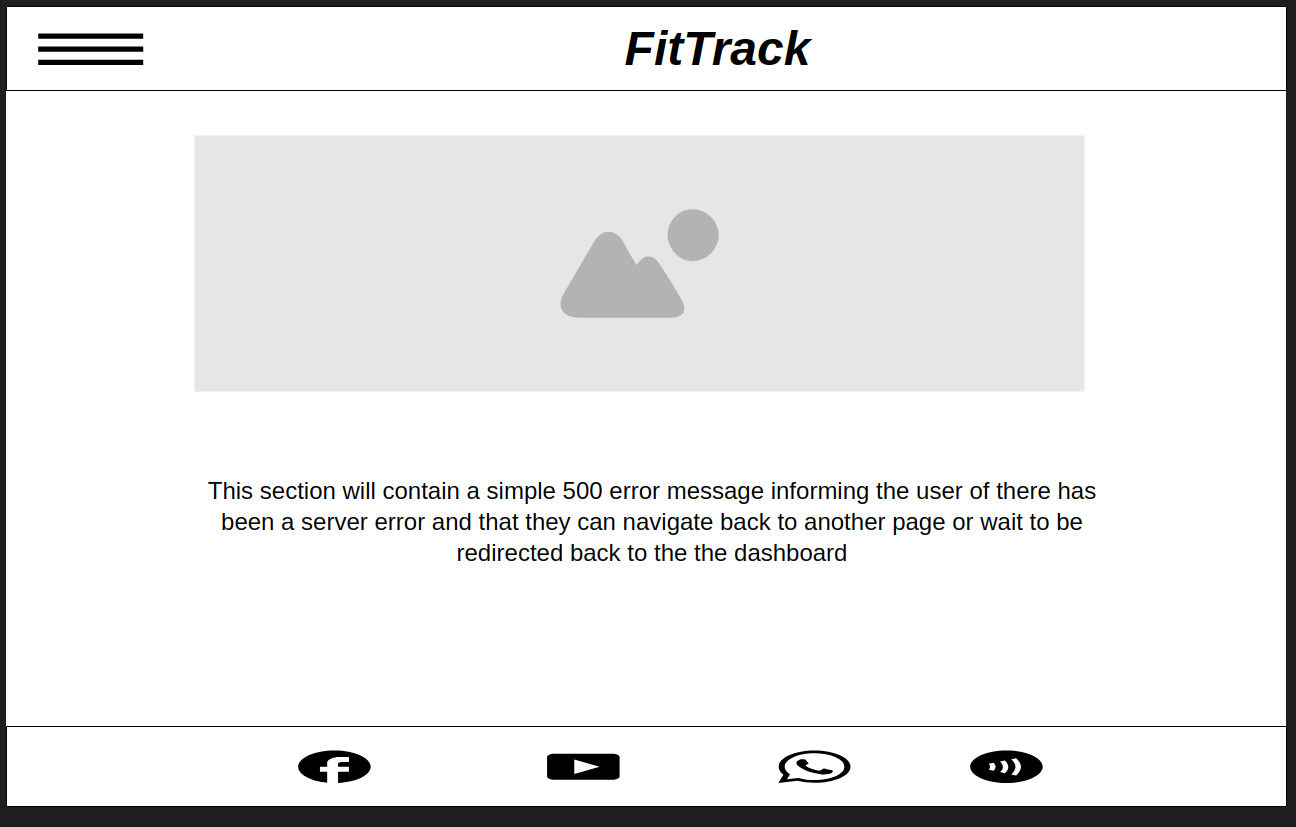 FitTrack
This section will contain a simple 500 error message informing the user of there has
been a server error and that they can navigate back to another page or wait to be
redirected back to the the dashboard